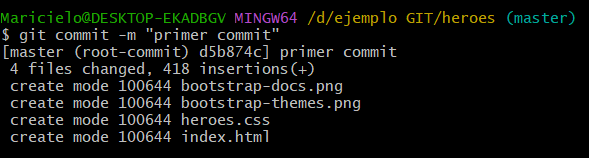 Maricielo@DESKTOP-EKADBGV MINGW64 /d/ejemplo GIT/heroes (master)
$ git commit -m "primer commit"
[master (root-commit) d5b874c] primer commit
 4 files changed, 418 insertions(+)
 create mode 100644 bootstrap-docs.png
 create mode 100644 bootstrap-themes.png
 create mode 100644 heroes.css
 create mode 100644 index.html